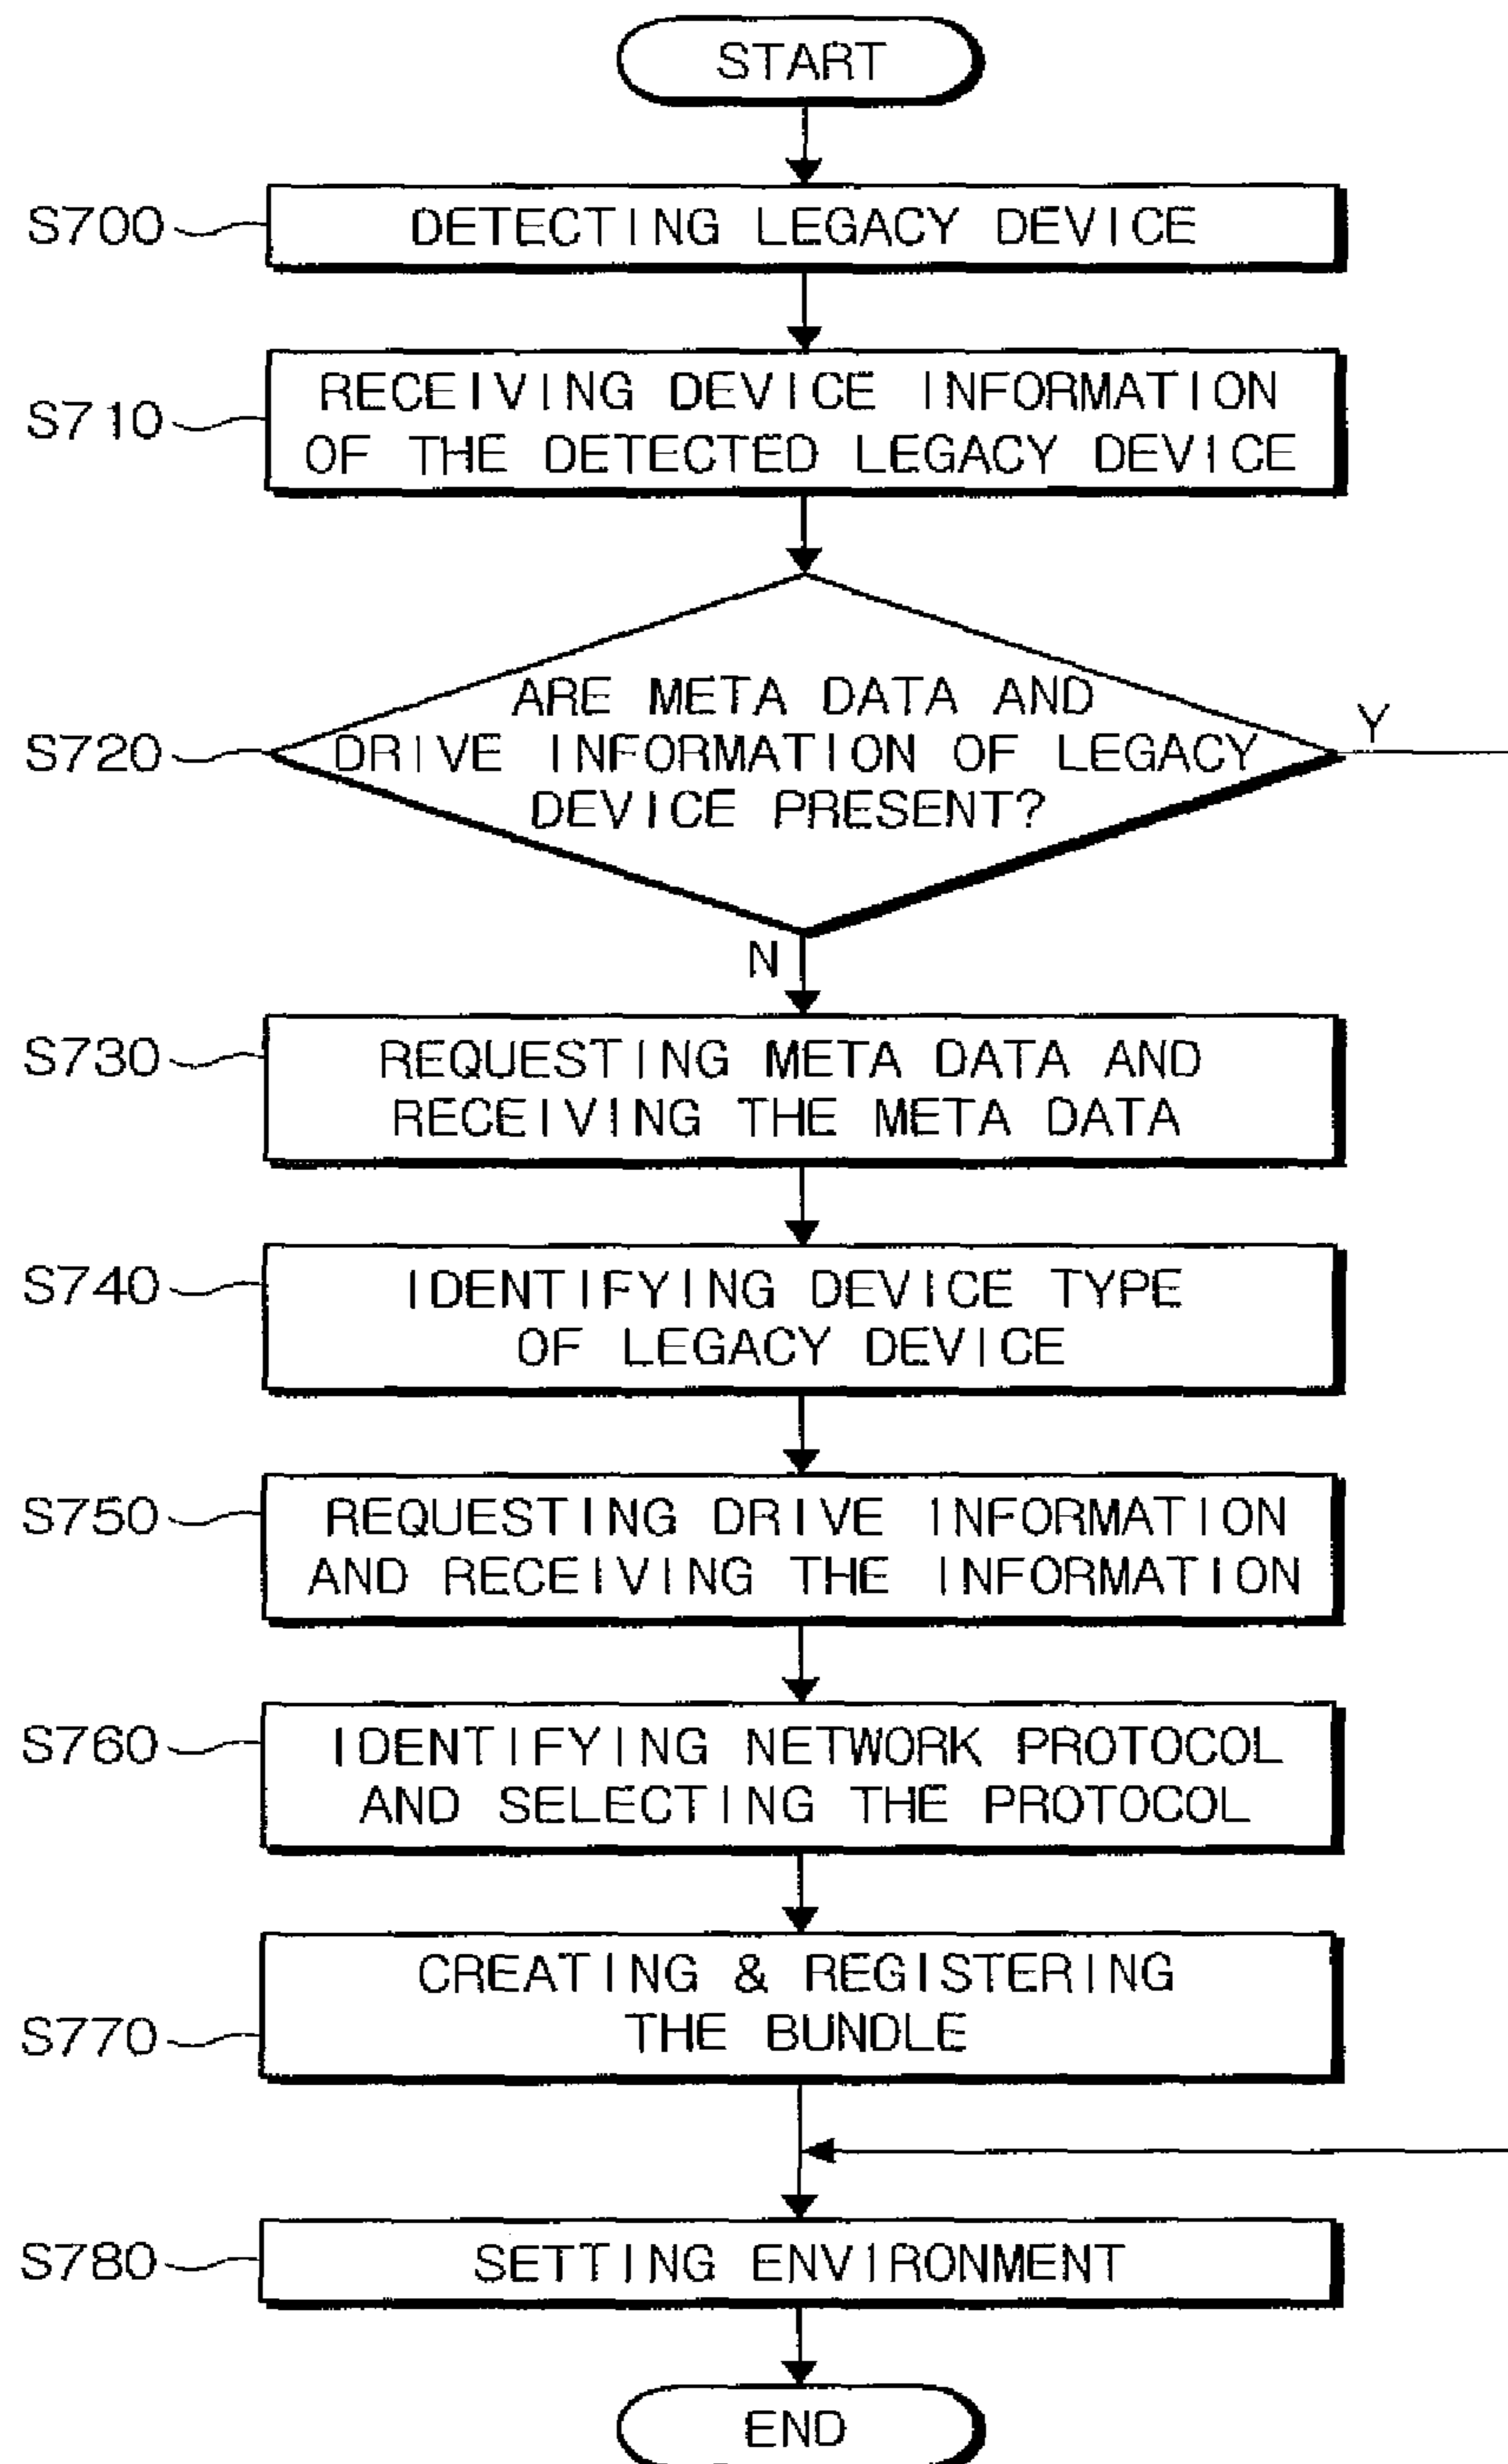 START
S700
DETECTING LEGACY DEVICE
S710
RECEIVING DEVICE INFORMATION
OF THE DETECTED LEGACY DEVICE
S720
ARE META DATA AND
DRIVE INFORMATION OF LEGACY
DEVICE PRESENT?
Y
N
S730
REQUESTING META DATA AND
RECEIVING THE META DATA
S740
IDENTIFYING DEVICE TYPE
OF LEGACY DEVICE
S750
REQUESTING DRIVE INFORMATION
AND RECEIVING THE INFORMATION
S760
IDENTIFYING NETWORK PROTOCOL
AND SELECTING THE PROTOCOL
S770
CREATING & REGISTERING
THE BUNDLE
S780
SETTING ENVIRONMENT
END